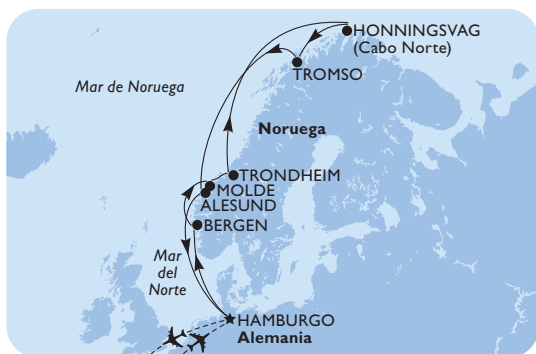 HONNINGSVAG
(Cabo Norte)
TROMSO
Mar de Noruega
Noruega
TRONDHEIM
MOLDE
ALESUND
BERGEN
Mar
del
Norte
HAMBURGO
Alemania